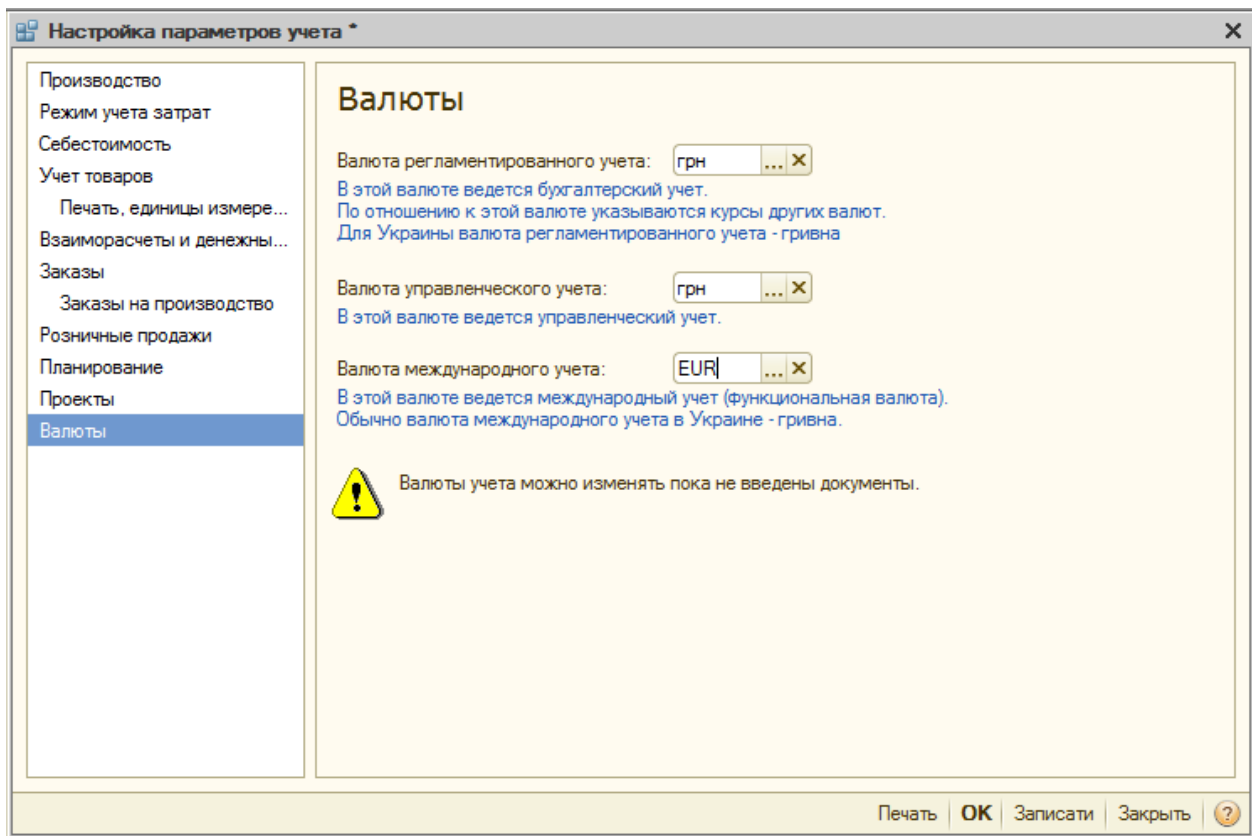 Настройка параметров учета *
Производство
Режим учета затрат
Себестоимость
Учет товаров
Печать, единицы измере...
Взаиморасчеты и денежны...
Заказы
Заказы на производство
Розничные продажи
Планирование
Проекты
Валюты
Валюты
Валюта регламентированного учета: грн ...
В этой валюте ведется бухгалтерский учет.
По отношению к этой валюте указываются курсы других валют.
Для Украины валюта регламентированного учета - гривна
Валюта управленческого учета: грн ...
В этой валюте ведется управленческий учет.
Валюта международного учета: EUR ...
В этой валюте ведется международный учет (функциональная валюта).
Обычно валюта международного учета в Украине - гривна.
Валюты учета можно изменять пока не введены документы.
Печать OK Записати Закрыть ?